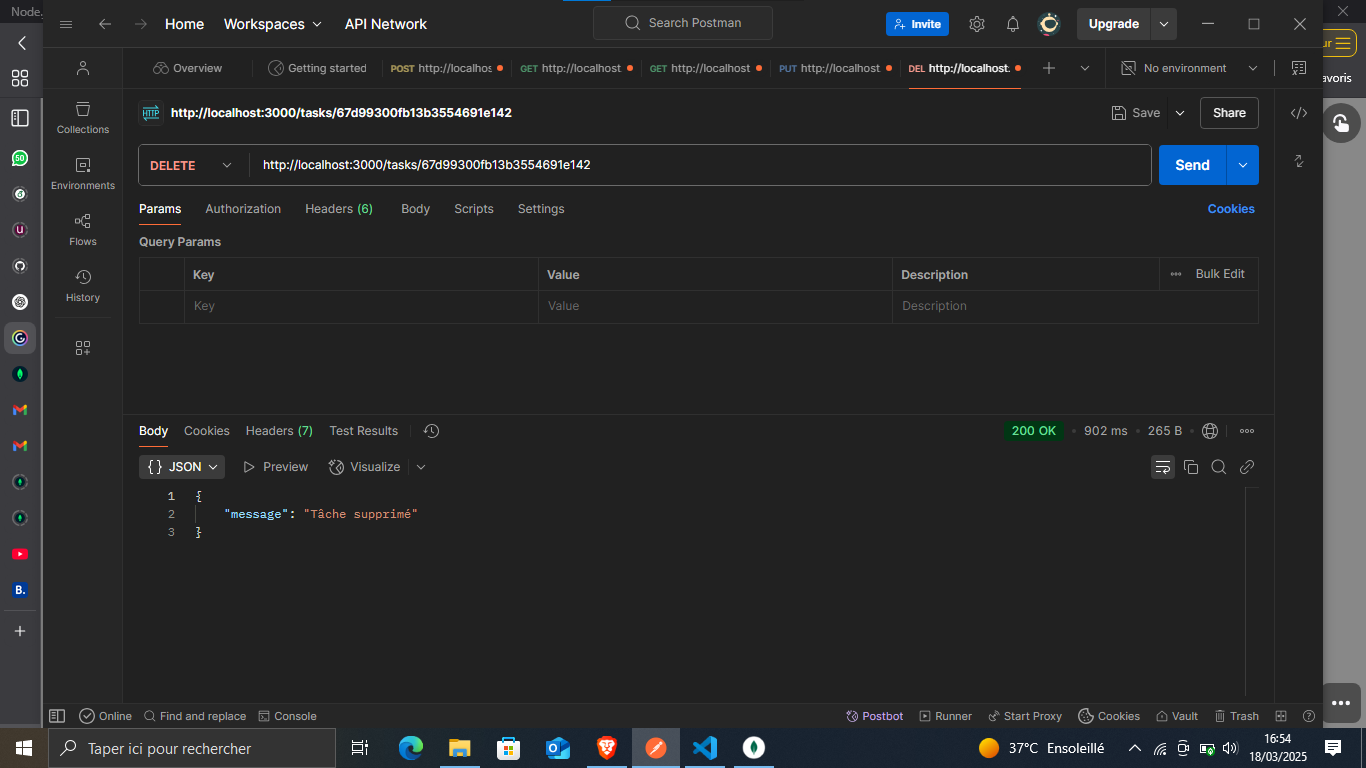 Node.
Home Workspaces API Network Search Postman Invite Upgrade
Overview Getting started POST http://localhos GET http://localhost GET http://localhost PUT http://localhost DEL http://localhost. No environment
ur
avoris
HTTP http://localhost:3000/tasks/67d99300fb13b3554691e142 Save Share
Collections
DELETE http://localhost:3000/tasks/67d99300fb13b3554691e142 Send
50
Environments
Params Authorization Headers (6) Body Scripts Settings Cookies
u
Flows
Query Params
Key Value Description Bulk Edit
History
Key Value Description
Body Cookies Headers (7) Test Results 200 OK 902 ms 265 B
{} JSON Preview Visualize
1 {
2 "message": "Tâche supprimé"
3 }
B.
Online Find and replace Console Postbot Runner Start Proxy Cookies Vault Trash
Taper ici pour rechercher 37°C Ensoleillé 16:54
18/03/2025